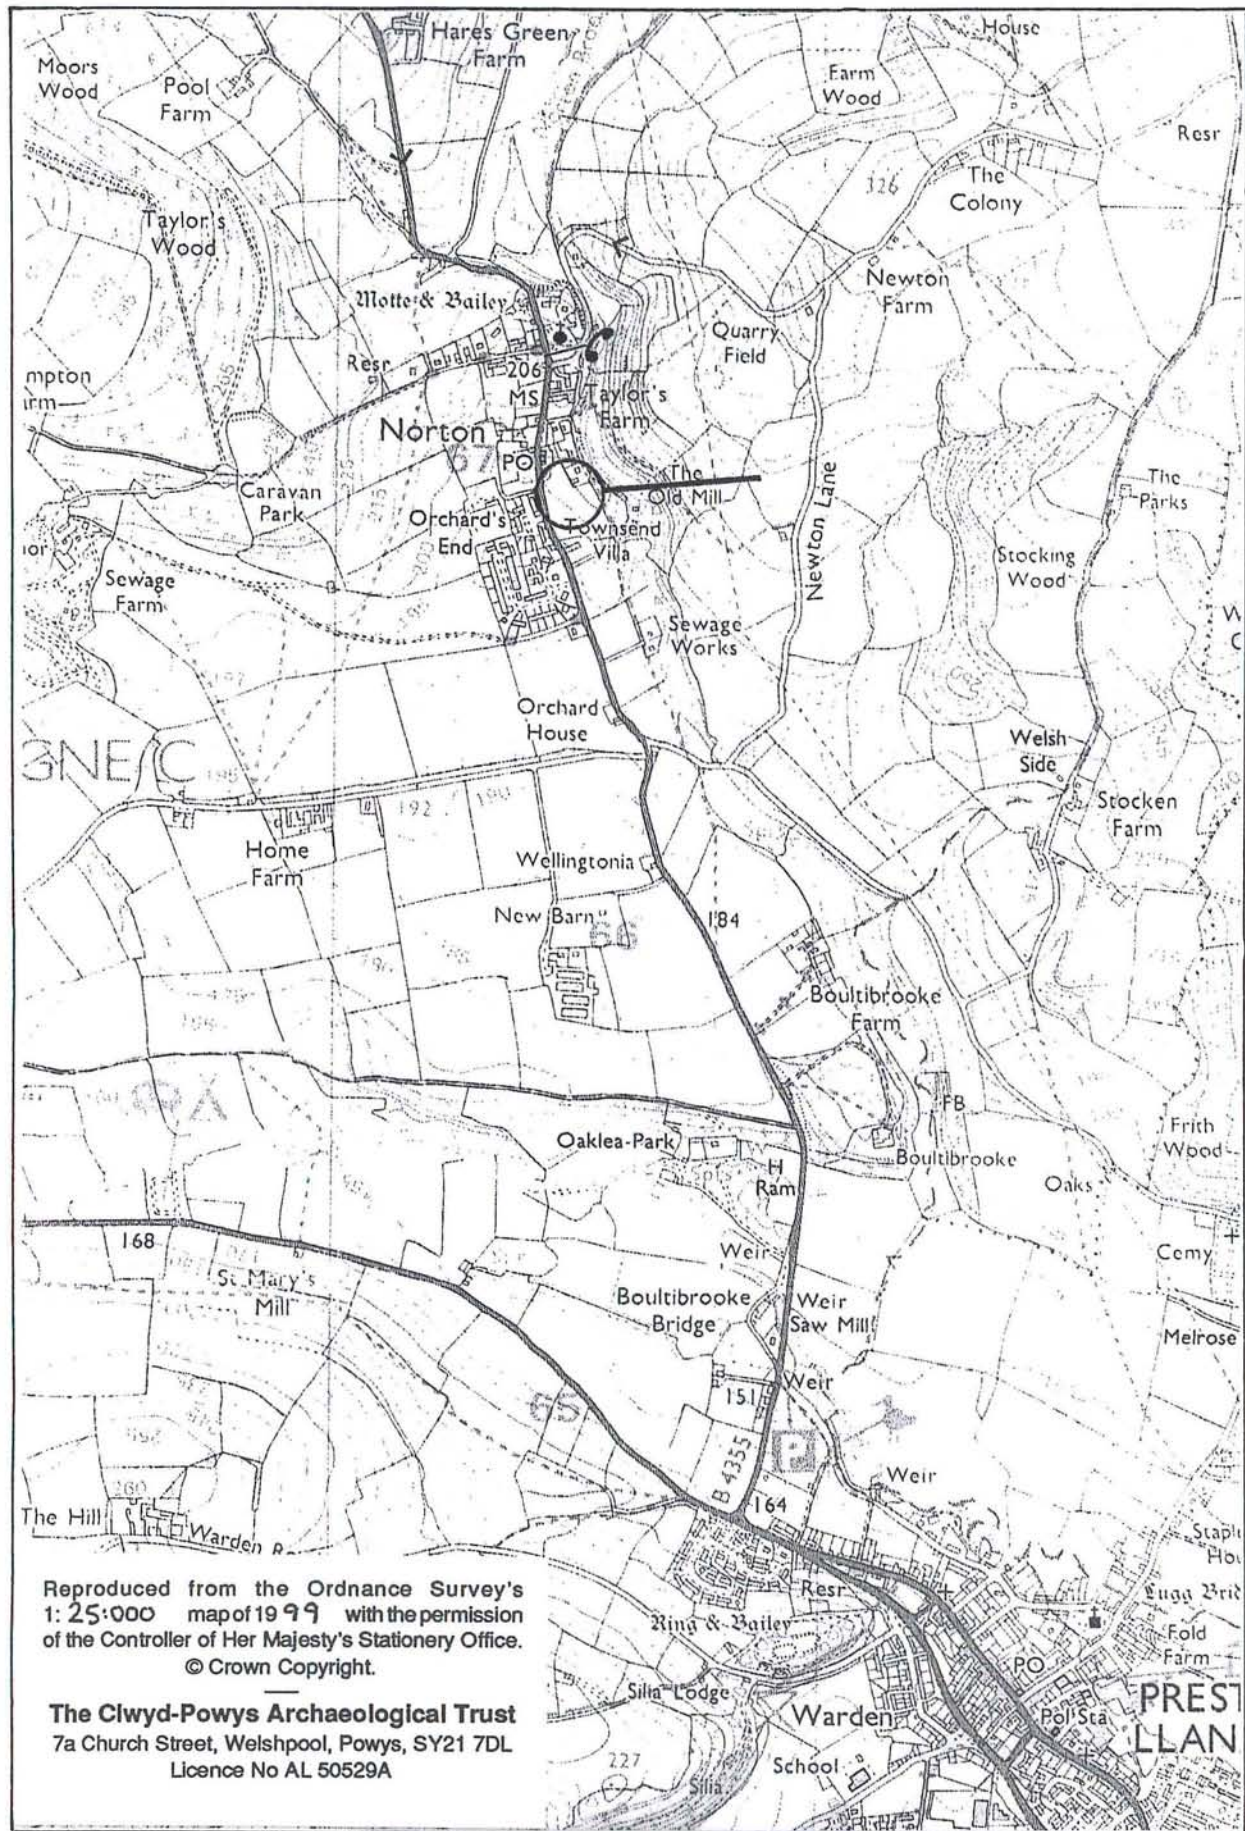 Hares Green
Farm
House
Moors
Wood
Pool
Farm
Farm
Wood
Resr
326
The
Colony
Taylor's
Wood
Newton
Farm
Motte & Bailey
Quarry
Field
Resr
206
MS
Taylor's
Farm
Norton
67
PO
The
Old Mill
Newton Lane
The
Parks
Caravan
Park
Orchard's
End
Townsend
Villa
Stocking
Wood
Sewage
Farm
Sewage
Works
Orchard
House
Welsh
Side
192
190
Stocken
Farm
Home
Farm
Wellingtonia
New Barn
66
184
Boultibrooke
Farm
FB
Oaklea-Park
H
Ram
Boultibrooke
Frith
Wood
Oaks
168
Weir
Cemy
St Mary's
Mill
Boultibrooke
Bridge
Weir
Saw Mill
Melrose
151
Weir
65
B 4355
P
164
Weir
260
The Hill
Warden
Resr
Ring & Bailey
Fold
Farm
PO
Silia Lodge
Warden
Pol Sta
PREST
LLAN
227
School
Silia
Reproduced from the Ordnance Survey's
1:25:000 map of 1999 with the permission
of the Controller of Her Majesty's Stationery Office.
© Crown Copyright.
The Clwyd-Powys Archaeological Trust
7a Church Street, Welshpool, Powys, SY21 7DL
Licence No AL 50529A